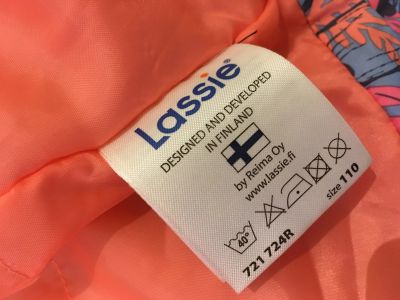 Lassie®
DESIGNED AND DEVELOPED
IN FINLAND
by Reima Oy
www.lassie.fi
40°
size 110
721 724R